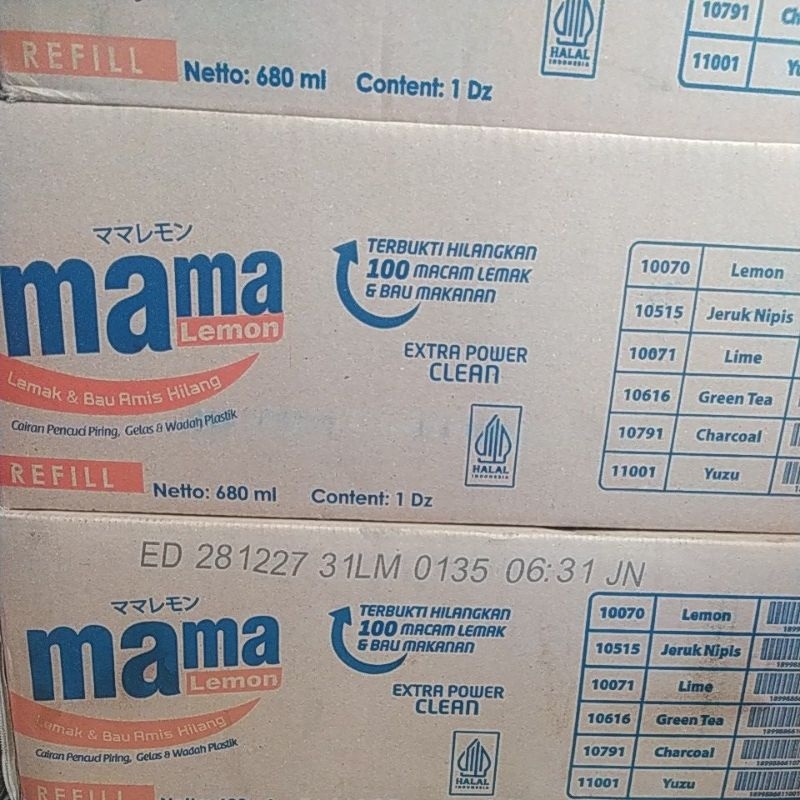 REFILL
Netto: 680 ml
Content: 1 Dz
HALAL
INDONESIA
10791
11001
ママレモン
mama
Lemon
Lemak & Bau Amis Hilang
Cairan Pencuci Piring, Gelas & Wadah Plastik
REFILL
Netto: 680 ml
Content: 1 Dz
TERBUKTI HILANGKAN
100 MACAM LEMAK
& BAU MAKANAN
EXTRA POWER
CLEAN
HALAL
INDONESIA
10070 Lemon
10515 Jeruk Nipis
10071 Lime
10616 Green Tea
10791 Charcoal
11001 Yuzu
ED 281227 31LM 0135 06:31 JN
ママレモン
mama
Lemon
Lemak & Bau Amis Hilang
Cairan Pencuci Piring, Gelas & Wadah Plastik
REFILL
TERBUKTI HILANGKAN
100 MACAM LEMAK
& BAU MAKANAN
EXTRA POWER
CLEAN
HALAL
INDONESIA
10070 Lemon
10515 Jeruk Nipis
10071 Lime
10616 Green Tea
10791 Charcoal
11001 Yuzu